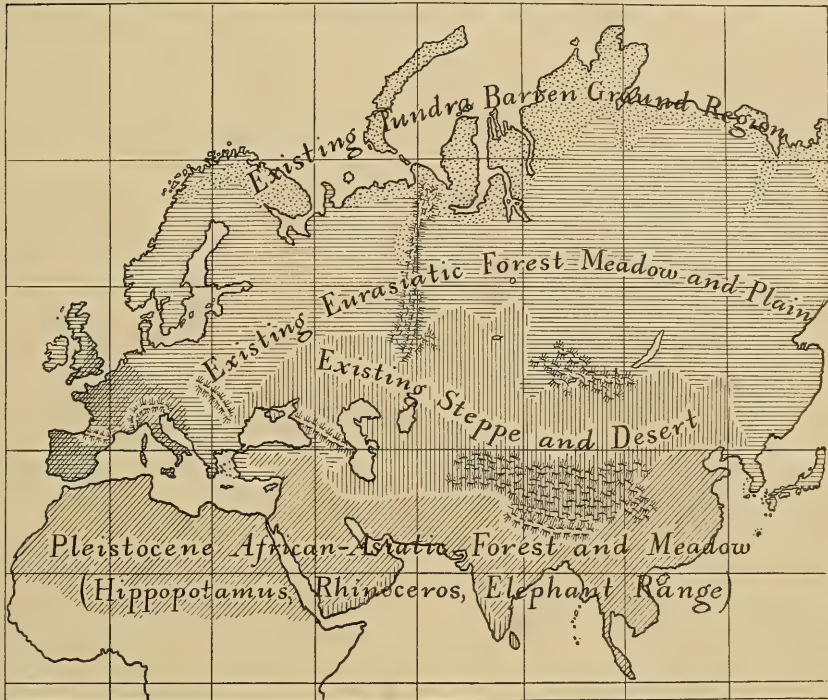 Existing Tundra Barren Ground Region
Existing Eurasiatic Forest Meadow and Plain
Existing Steppe and Desert
Pleistocene African-Asiatic Forest and Meadow
(Hippopotamus, Rhinoceros, Elephant Range)